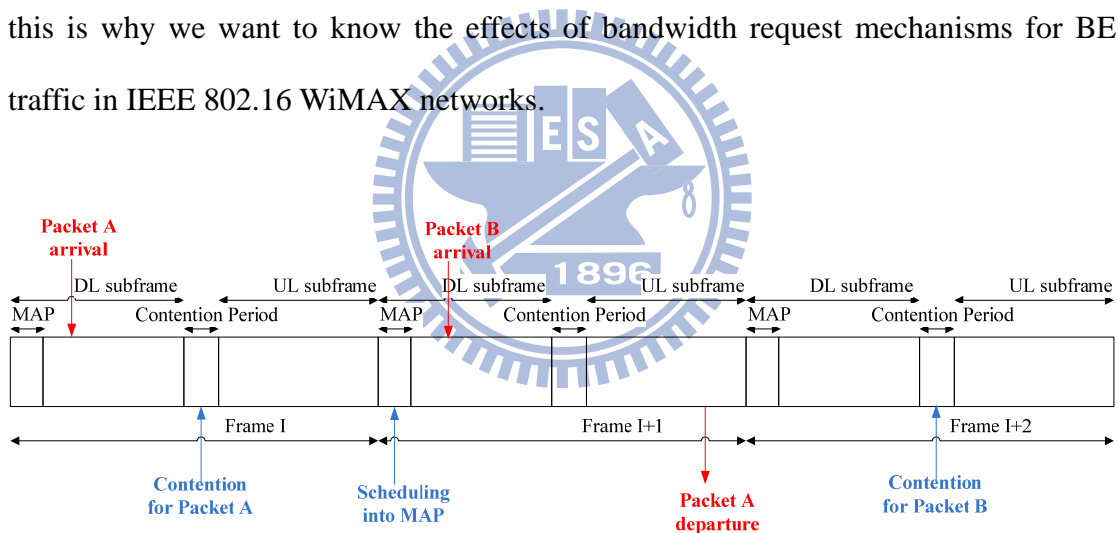 this is why we want to know the effects of bandwidth request mechanisms for BE
traffic in IEEE 802.16 WiMAX networks.
ES
A
8
1896
Packet A
arrival
Packet B
arrival
DL subframe
UL subframe
DL subframe
UL subframe
DL subframe
UL subframe
MAP
Contention Period
MAP
Contention Period
MAP
Contention Period
Frame I
Frame I+1
Frame I+2
Contention
for Packet A
Scheduling
into MAP
Packet A
departure
Contention
for Packet B